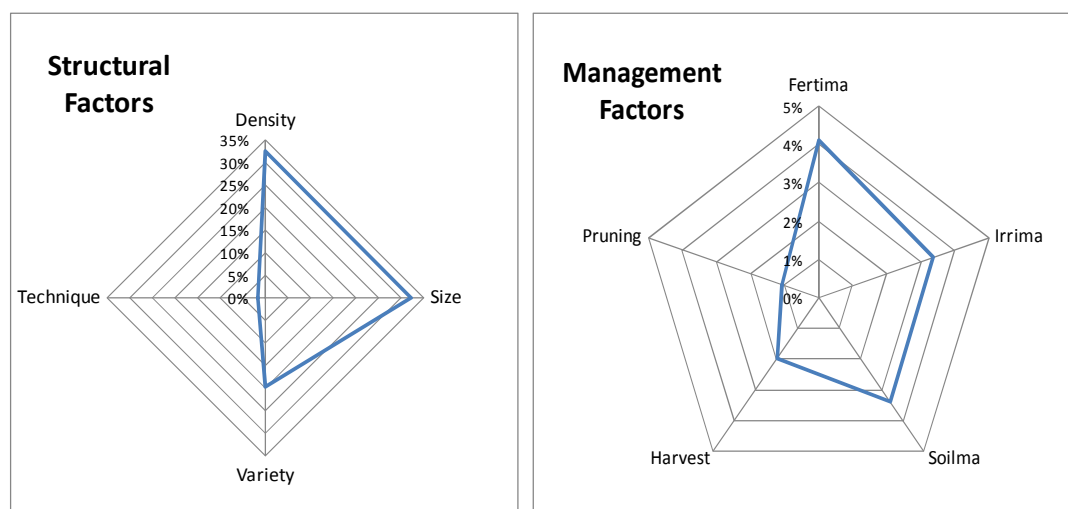 Structural
Factors
Density
35%
30%
25%
20%
15%
10%
5%
0%
Technique
Size
Variety
Management
Factors
Fertima
5%
4%
3%
2%
1%
0%
Pruning
Irrima
Harvest
Soilma